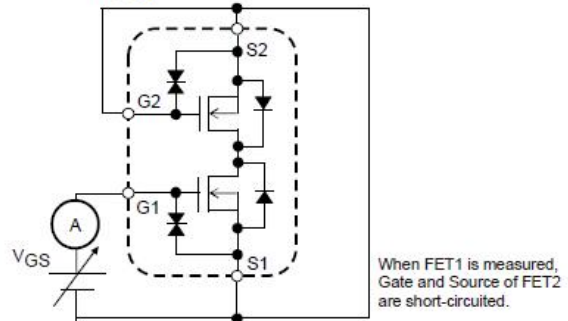 S2
G2
G1
A
VGS
S1
When FET1 is measured,
Gate and Source of FET2
are short-circuited.